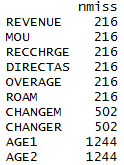 nmiss
REVENUE 216
MOU 216
RECCHRGE 216
DIRECTAS 216
OVERAGE 216
ROAM 216
CHANGEM 502
CHANGER 502
AGE1 1244
AGE2 1244